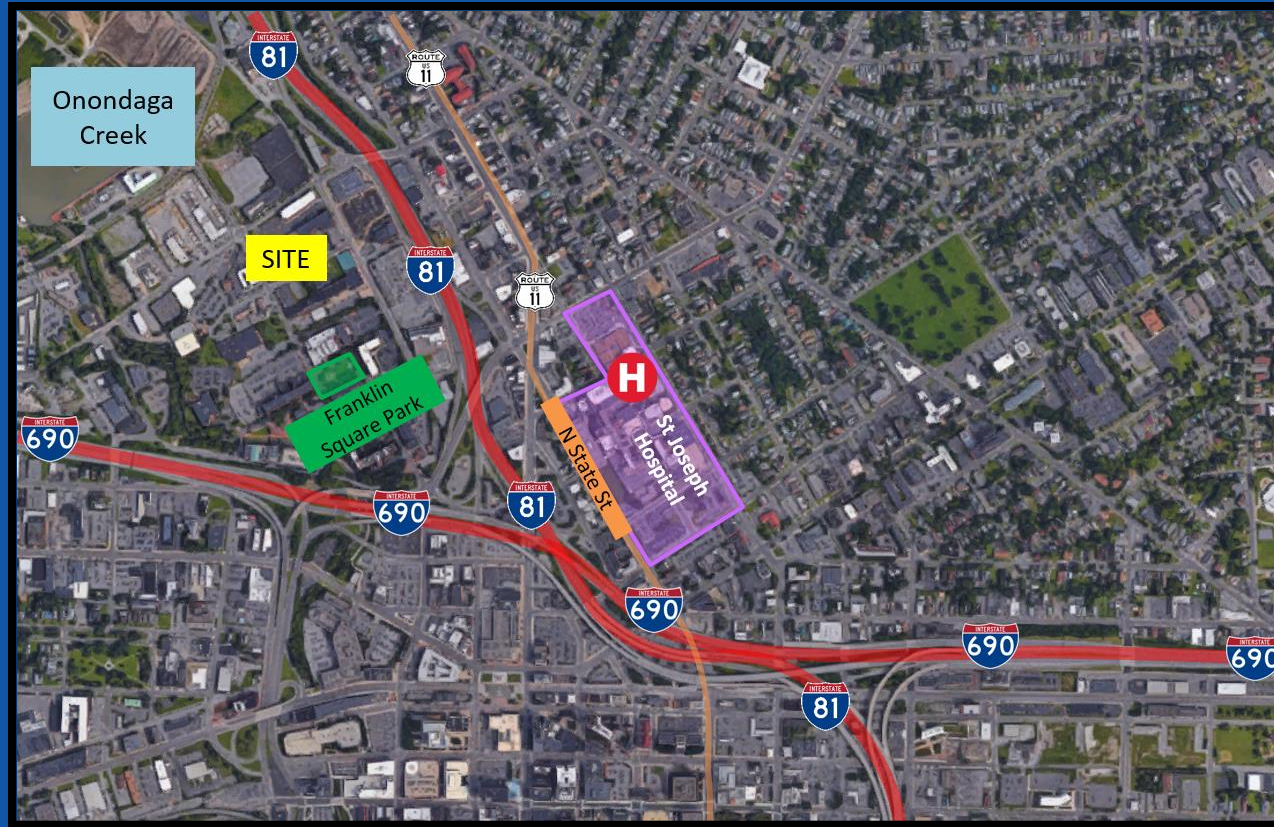 INTERSTATE
81
ROUTE
US
11
Onondaga
Creek
SITE
INTERSTATE
81
ROUTE
US
11
H
Franklin
Square Park
N State St
St Joseph
Hospital
INTERSTATE
690
INTERSTATE
690
INTERSTATE
81
INTERSTATE
690
INTERSTATE
690
INTERSTATE
690
INTERSTATE
81